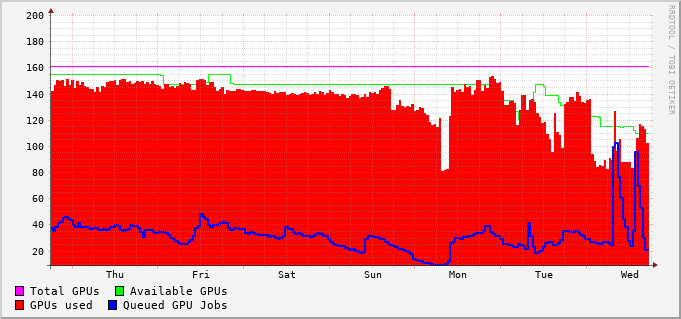 200
180
160
140
120
100
80
60
40
20
Thu Fri Sat Sun Mon Tue Wed
Total GPUs Available GPUs
GPUs used Queued GPU Jobs
RRDTOOL / TOBI OETIKER